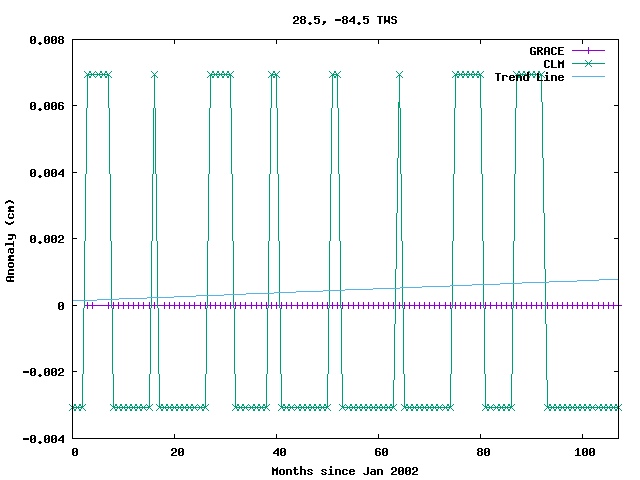 28.5, -84.5 TWS
0.008
0.006
0.004
0.002
0
-0.002
-0.004
Anomaly (cm)
GRACE
CLM
Trend Line
0 20 40 60 80 100
Months since Jan 2002